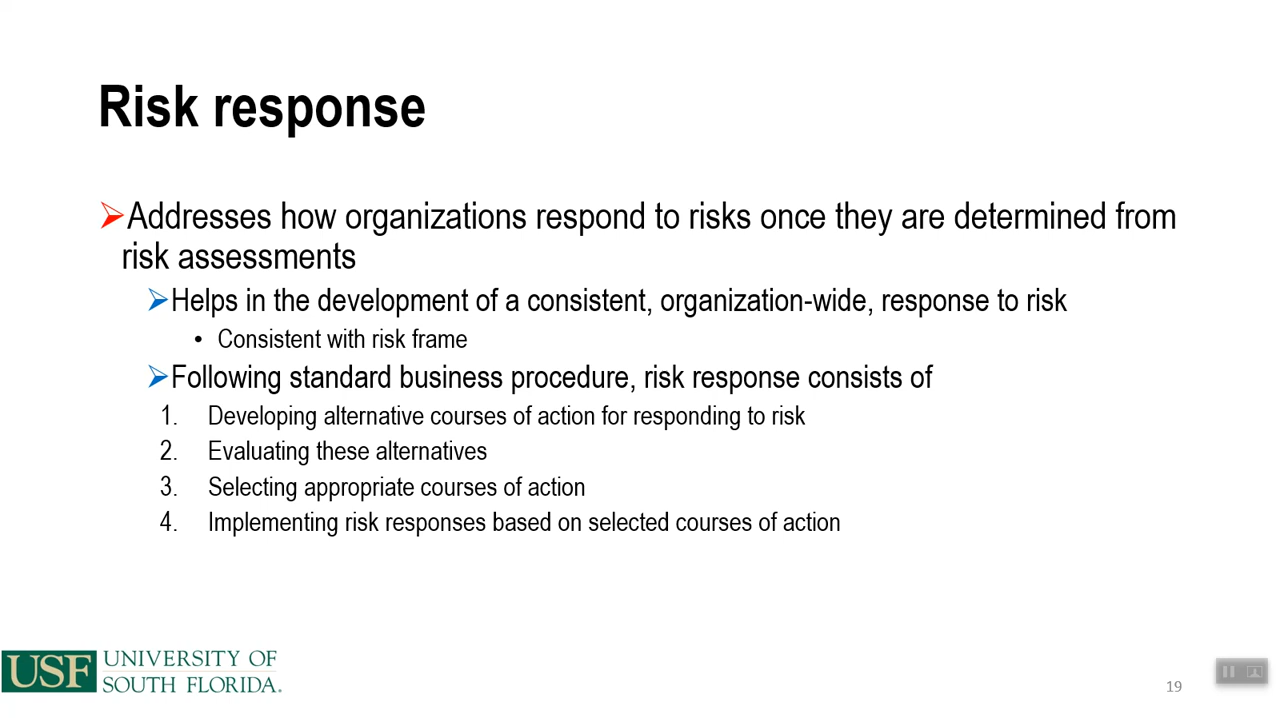 Risk response
Addresses how organizations respond to risks once they are determined from
risk assessments
Helps in the development of a consistent, organization-wide, response to risk
• Consistent with risk frame
Following standard business procedure, risk response consists of
1. Developing alternative courses of action for responding to risk
2. Evaluating these alternatives
3. Selecting appropriate courses of action
4. Implementing risk responses based on selected courses of action
USF UNIVERSITY OF
SOUTH FLORIDA.
19